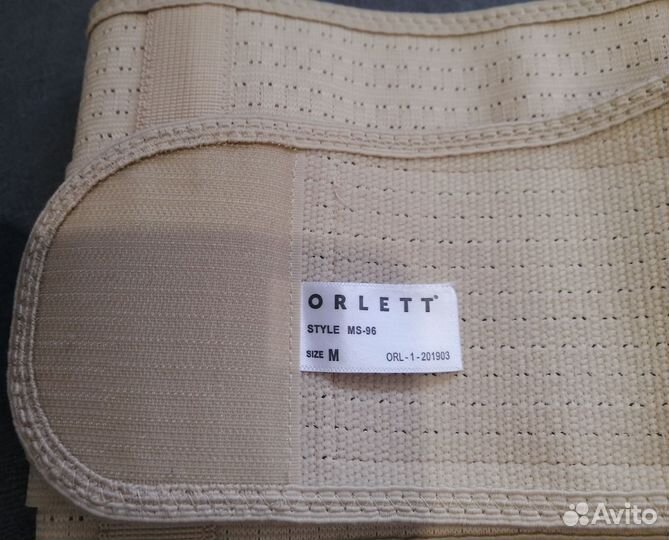 ORLETT®
STYLE MS-96
SIZE M ORL-1-201903
Avito